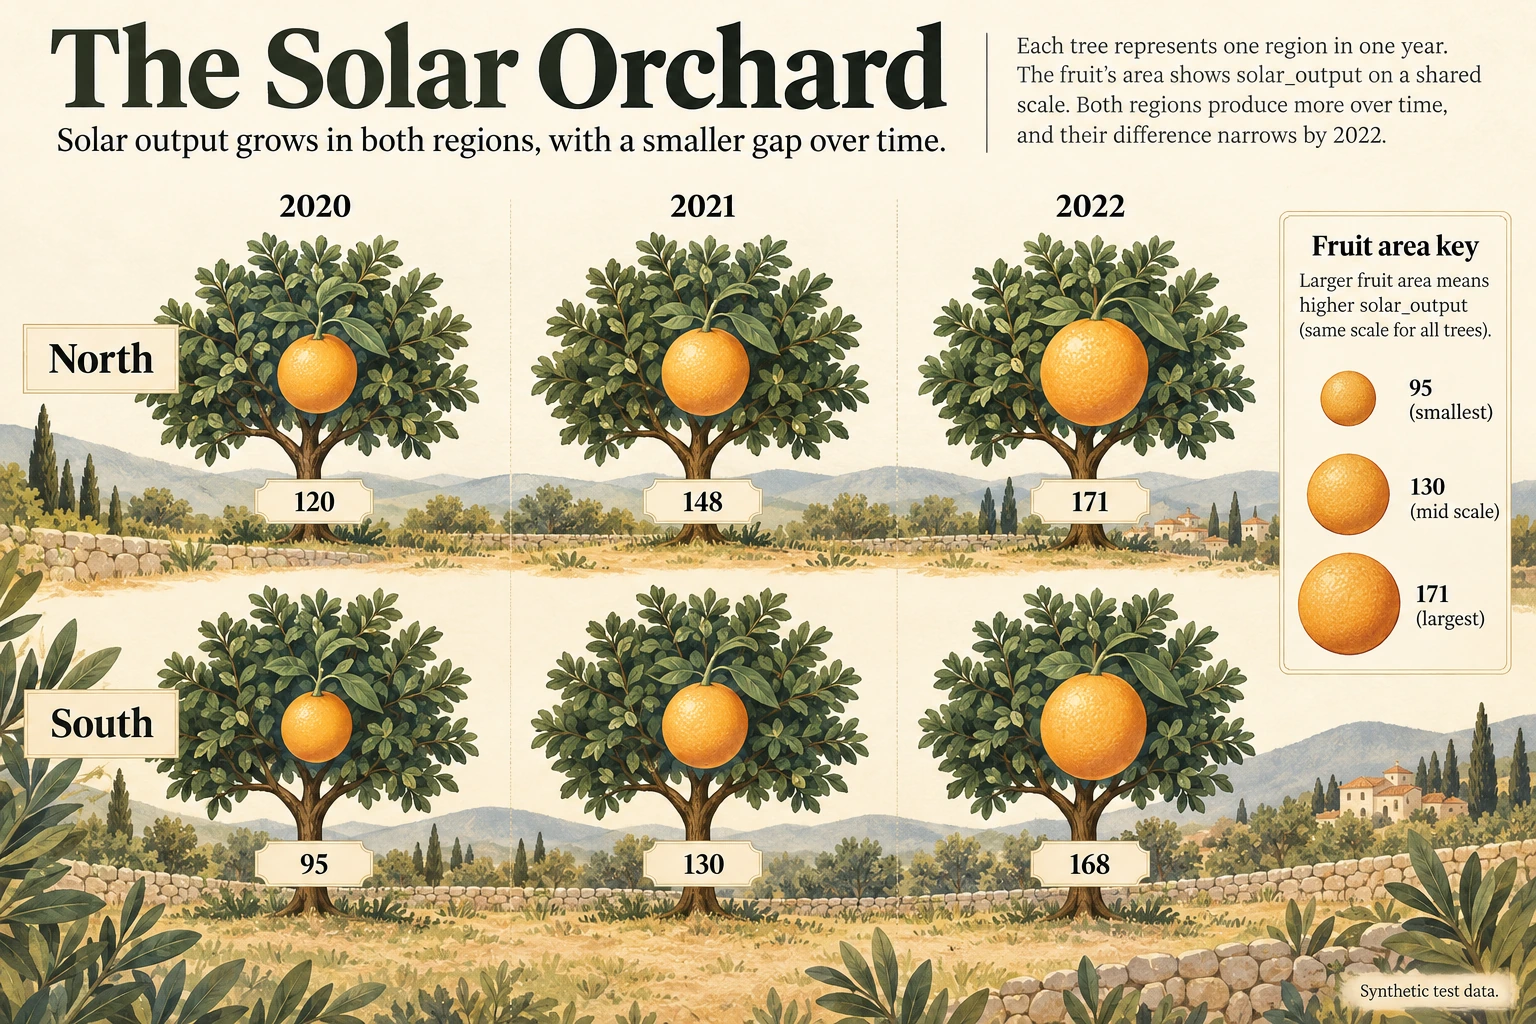 The Solar Orchard
Solar output grows in both regions, with a smaller gap over time.
Each tree represents one region in one year.
The fruit’s area shows solar_output on a shared
scale. Both regions produce more over time,
and their difference narrows by 2022.
2020
2021
2022
North
120
148
171
South
95
130
168
Fruit area key
Larger fruit area means
higher solar_output
(same scale for all trees).
95
(smallest)
130
(mid scale)
171
(largest)
Synthetic test data.